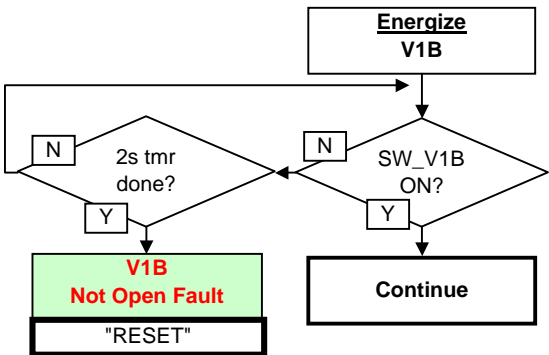 Energize
V1B
N
2s tmr
done?
Y
N
SW_V1B
ON?
Y
V1B
Not Open Fault
"RESET"
Continue